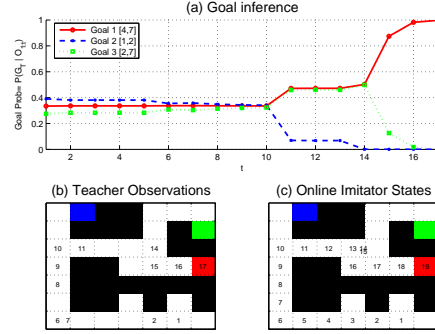 (a) Goal inference
Goal Prob= P(G_T | O_1:t)
1
0.8
0.6
0.4
0.2
0
Goal 1 [4,7]
Goal 2 [1,2]
Goal 3 [2,7]
2 4 6 8 10 12 14 16
t
(b) Teacher Observations
10 11 14
9 15 16 17
8
6 7 2 1
(c) Online Imitator States
10 11 12 13 14
9 16 17 18 19
8
6 5 4 3 2 1